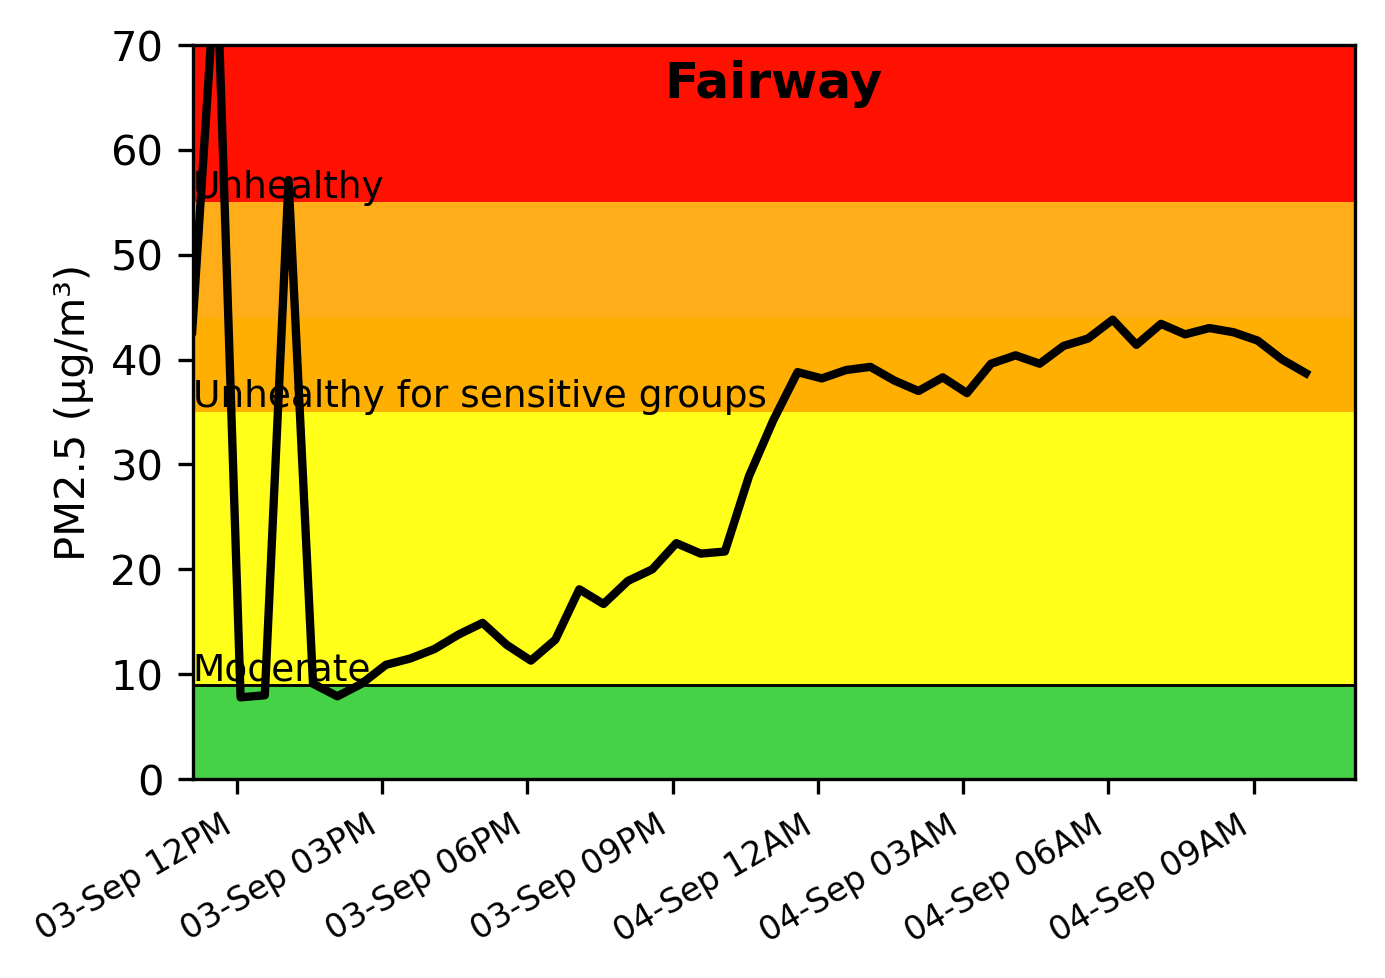 Fairway
PM2.5 (µg/m³)
70
60
50
40
30
20
10
0
Unhealthy
Unhealthy for sensitive groups
Moderate
03-Sep 12PM
03-Sep 03PM
03-Sep 06PM
03-Sep 09PM
04-Sep 12AM
04-Sep 03AM
04-Sep 06AM
04-Sep 09AM